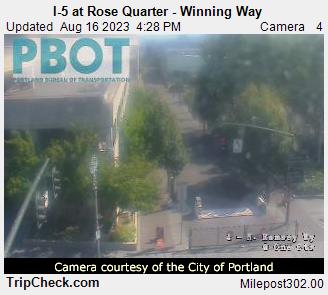 I-5 at Rose Quarter - Winning Way
Updated Aug 16 2023 4:28 PM Camera 4
PBOT
PORTLAND BUREAU OF TRANSPORTATION
Camera courtesy of the City of Portland
TripCheck.com Milepost302.00